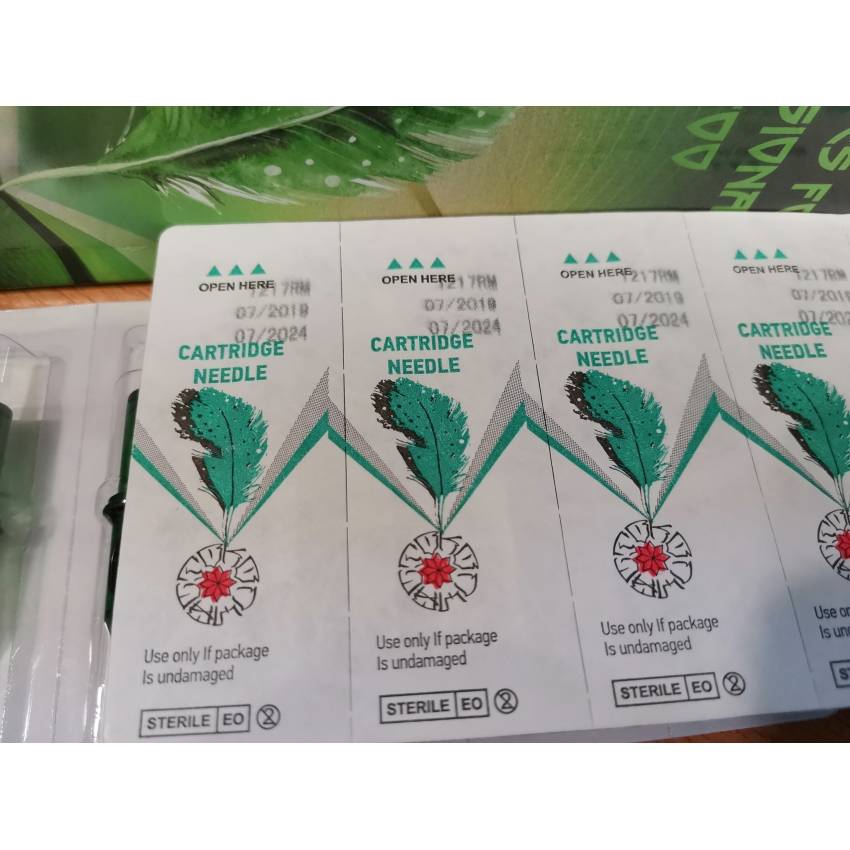 OPEN HERE
1217RM
07/2019
07/2024
CARTRIDGE
NEEDLE
Use only If package
Is undamaged
STERILE EO
2
OPEN HERE
1217RM
07/2019
07/2024
CARTRIDGE
NEEDLE
Use only If package
Is undamaged
STERILE EO
2
OPEN HERE
1217RM
07/2019
07/2024
CARTRIDGE
NEEDLE
Use only If package
Is undamaged
STERILE EO
2
OPEN HERE
1217RM
07/2019
CARTRIDGE
NEEDLE